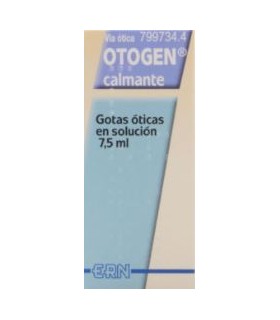 Vía ótica 799734.4
OTOGEN®
calmante
Gotas óticas
en solución
7,5 ml
ERN